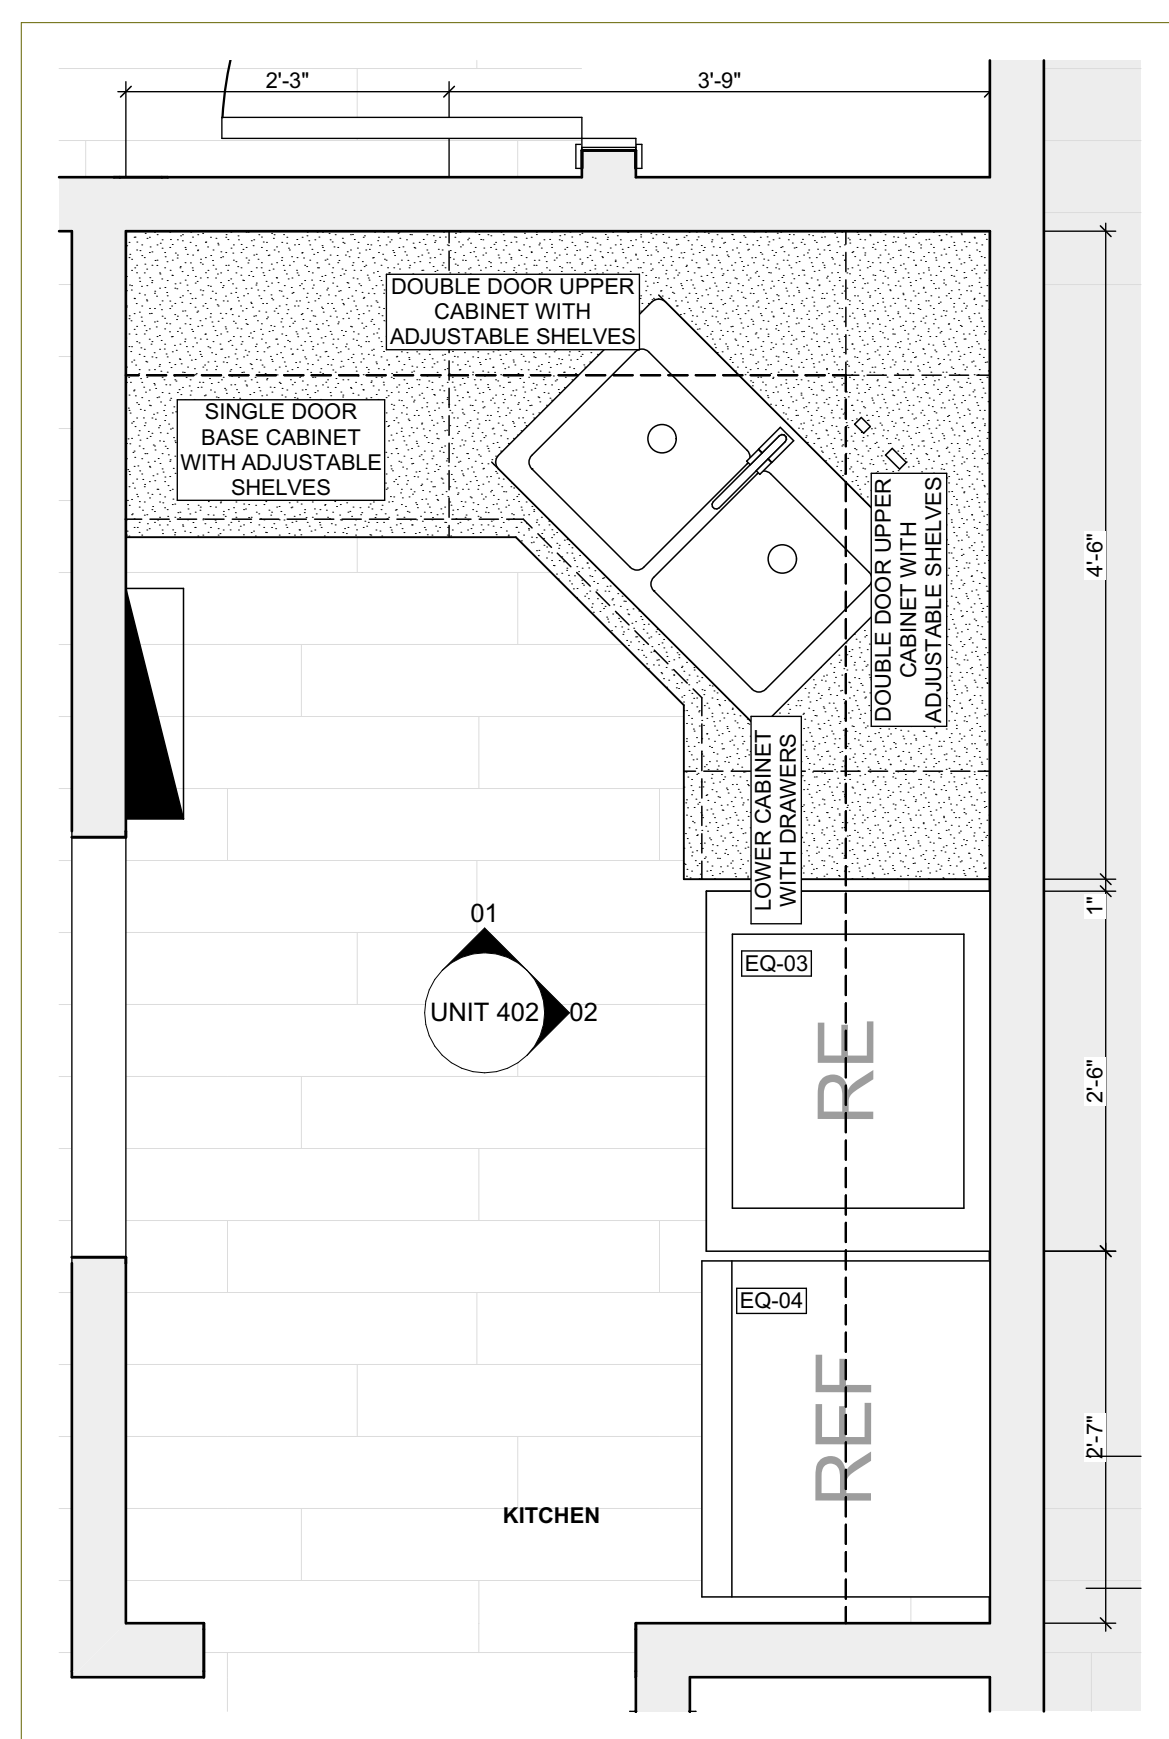 2'-3"
3'-9"
DOUBLE DOOR UPPER
CABINET WITH
ADJUSTABLE SHELVES
SINGLE DOOR
BASE CABINET
WITH ADJUSTABLE
SHELVES
DOUBLE DOOR UPPER
CABINET WITH
ADJUSTABLE SHELVES
4'-6"
LOWER CABINET
WITH DRAWERS
1"
01
UNIT 402
02
EQ-03
RE
2'-6"
EQ-04
REF
2'-7"
KITCHEN